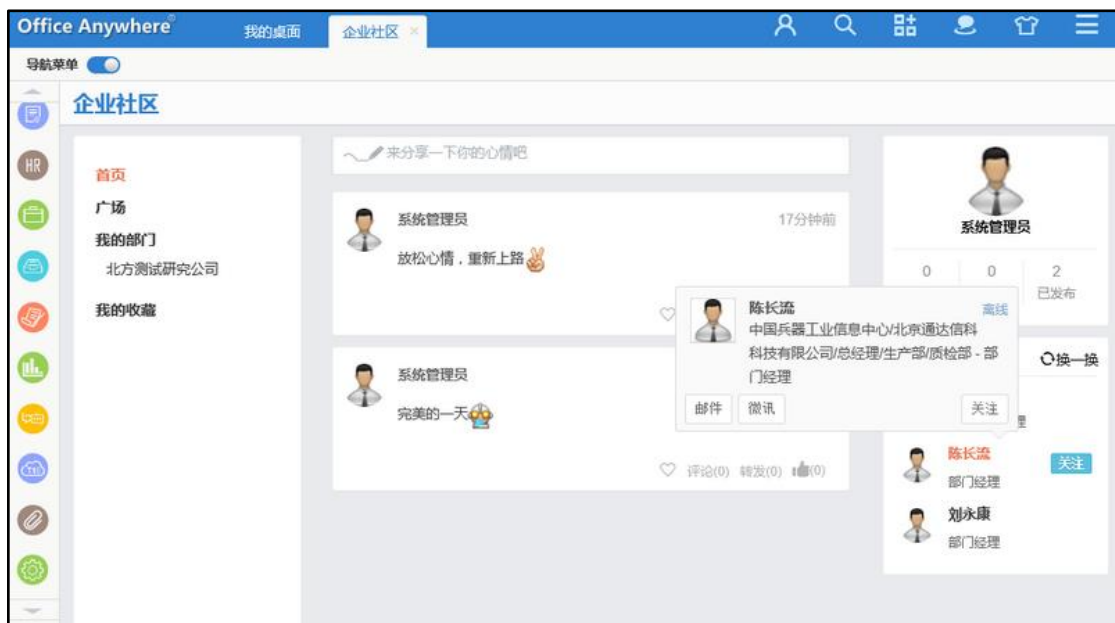 Office Anywhere
我的桌面
企业社区 ×
导航菜单
企业社区
HR
首页
广场
我的部门
北方测试研究公司
我的收藏
来分享一下你的心情吧
系统管理员
17分钟前
放松心情，重新上路
系统管理员
完美的一天
评论(0) 转发(0) (0)
系统管理员
0 0 2
已发布
陈长流
离线
中国兵器工业信息中心/北京通达信科
科技有限公司/总经理/生产部/质检部 - 部
门经理
邮件 微讯 关注
换一换
理
陈长流
部门经理
关注
刘永康
部门经理